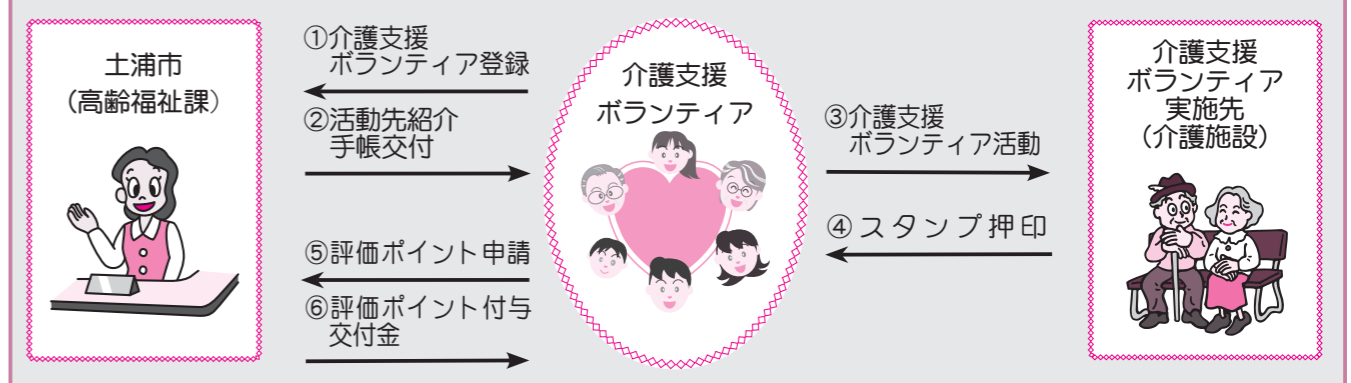 土浦市
（高齢福祉課）
①介護支援
ボランティア登録
②活動先紹介
手帳交付
⑤評価ポイント申請
⑥評価ポイント付与
交付金
介護支援
ボランティア
③介護支援
ボランティア活動
④スタンプ押印
介護支援
ボランティア
実施先
（介護施設）